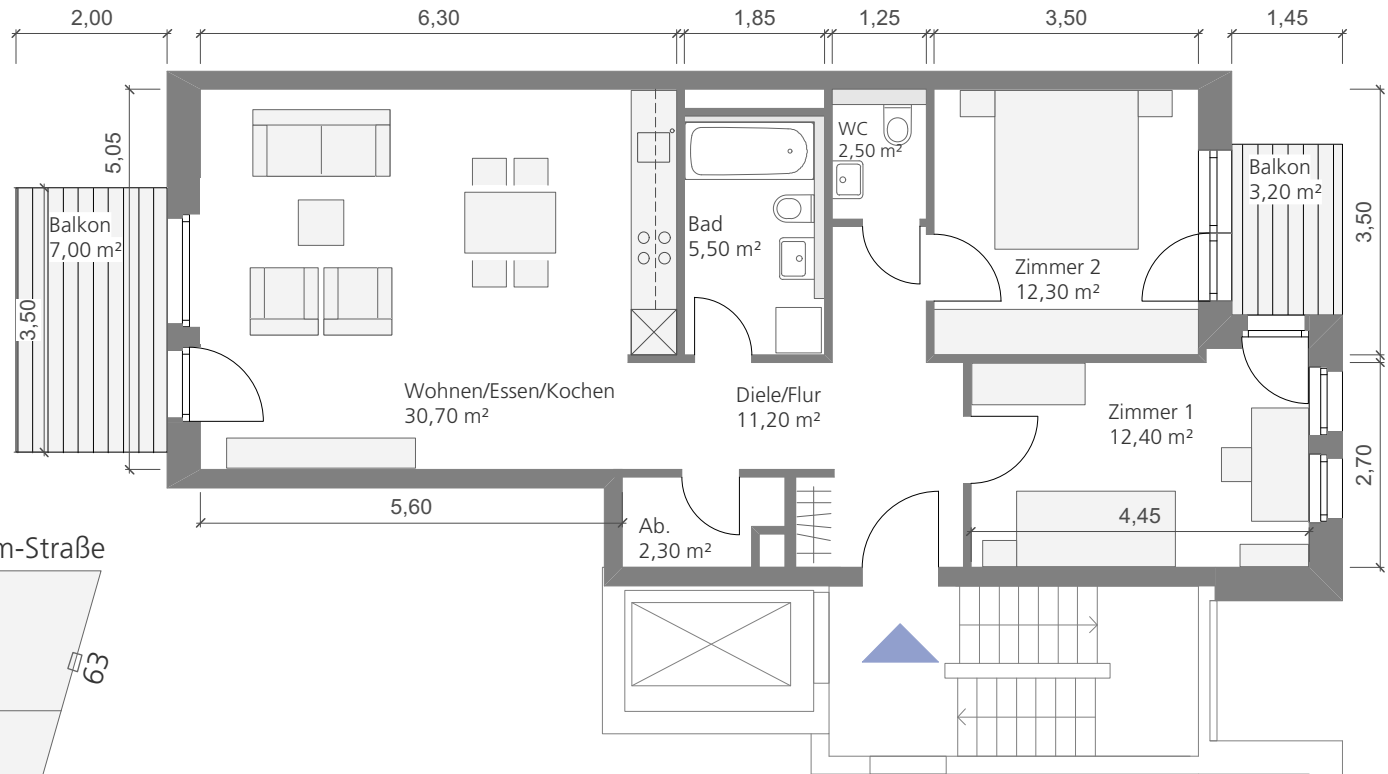 2,00
6,30
1,85
1,25
3,50
1,45
5,05
Balkon
7,00 m²
3,50
WC
2,50 m²
Bad
5,50 m²
Zimmer 2
12,30 m²
Balkon
3,20 m²
3,50
Wohnen/Essen/Kochen
30,70 m²
Diele/Flur
11,20 m²
Zimmer 1
12,40 m²
2,70
5,60
4,45
Ab.
2,30 m²
m-Straße
63